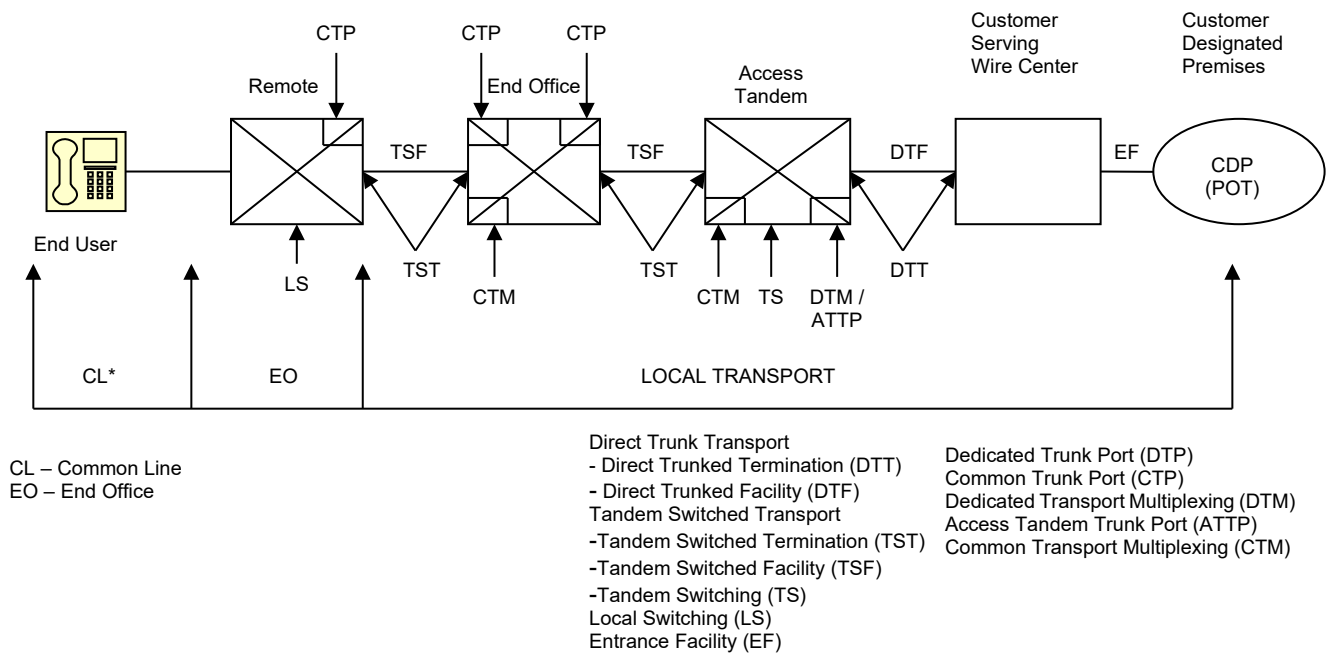 Customer
Serving
Wire Center
Customer
Designated
Premises
CTP
CTP
CTP
Remote
End Office
Access
Tandem
TSF
TSF
DTF
EF
CDP
(POT)
End User
LS
TST
CTM
TST
CTM
TS
DTM /
ATTP
DTT
CL*
EO
LOCAL TRANSPORT
CL – Common Line
EO – End Office
Direct Trunk Transport
- Direct Trunked Termination (DTT)
- Direct Trunked Facility (DTF)
Tandem Switched Transport
-Tandem Switched Termination (TST)
-Tandem Switched Facility (TSF)
-Tandem Switching (TS)
Local Switching (LS)
Entrance Facility (EF)
Dedicated Trunk Port (DTP)
Common Trunk Port (CTP)
Dedicated Transport Multiplexing (DTM)
Access Tandem Trunk Port (ATTP)
Common Transport Multiplexing (CTM)